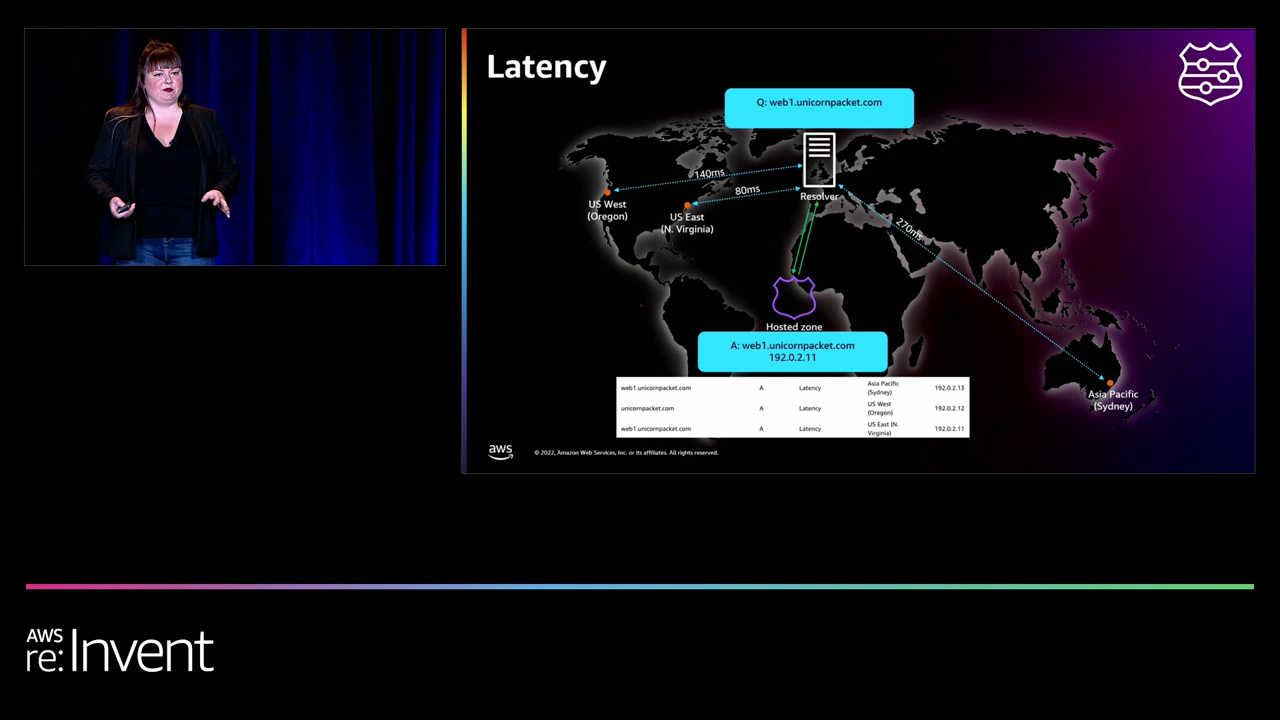 Latency
Q: web1.unicornpacket.com
140ms
80ms
Resolver
US West
(Oregon)
US East
(N. Virginia)
270ms
Hosted zone
A: web1.unicornpacket.com
192.0.2.11
Asia Pacific
(Sydney)
web1.unicornpacket.com A Latency Asia Pacific
(Sydney) 192.0.2.13
unicornpacket.com A Latency US West
(Oregon) 192.0.2.12
web1.unicornpacket.com A Latency US East (N.
Virginia) 192.0.2.11
aws
© 2022, Amazon Web Services, Inc. or its affiliates. All rights reserved.
AWS
re:Invent